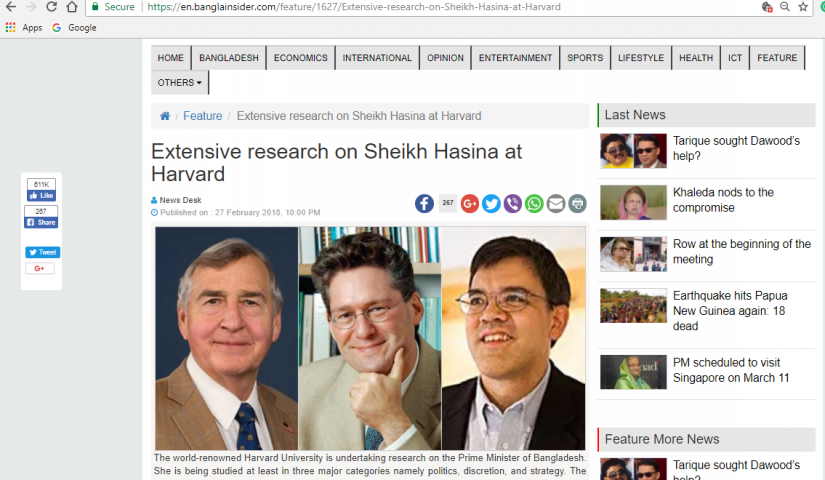 Secure | https://en.banglainsider.com/feature/1627/Extensive-research-on-Sheikh-Hasina-at-Harvard
Apps Google
HOME BANGLADESH ECONOMICS INTERNATIONAL OPINION ENTERTAINMENT SPORTS LIFESTYLE HEALTH ICT FEATURE
OTHERS
/ Feature / Extensive research on Sheikh Hasina at Harvard
Extensive research on Sheikh Hasina at
Harvard
News Desk
Published on : 27 February 2018, 10:00 PM
267
611K
Like
267
Share
Tweet
G+
The world-renowned Harvard University is undertaking research on the Prime Minister of Bangladesh.
She is being studied at least in three major categories namely politics, discretion, and strategy. The
Last News
Tarique sought Dawood's
help?
Khaleda nods to the
compromise
Row at the beginning of the
meeting
Earthquake hits Papua
New Guinea again: 18
dead
PM scheduled to visit
Singapore on March 11
Feature More News
Tarique sought Dawood's
help?